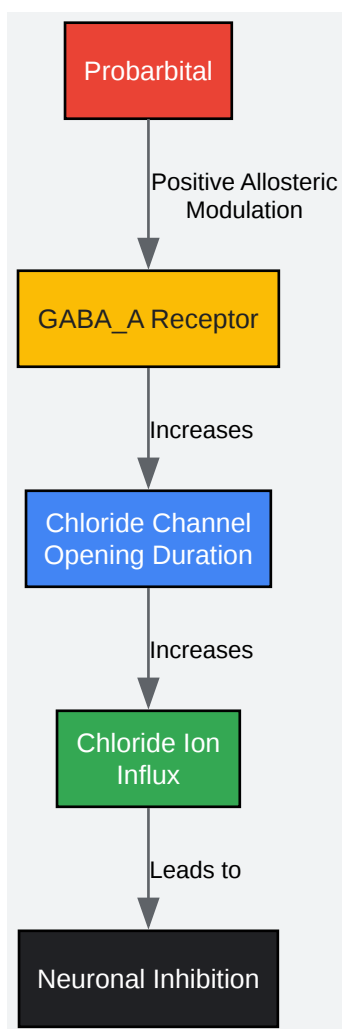 Probarbital
Positive Allosteric
Modulation
GABA_A Receptor
Increases
Chloride Channel
Opening Duration
Increases
Chloride Ion
Influx
Leads to
Neuronal Inhibition